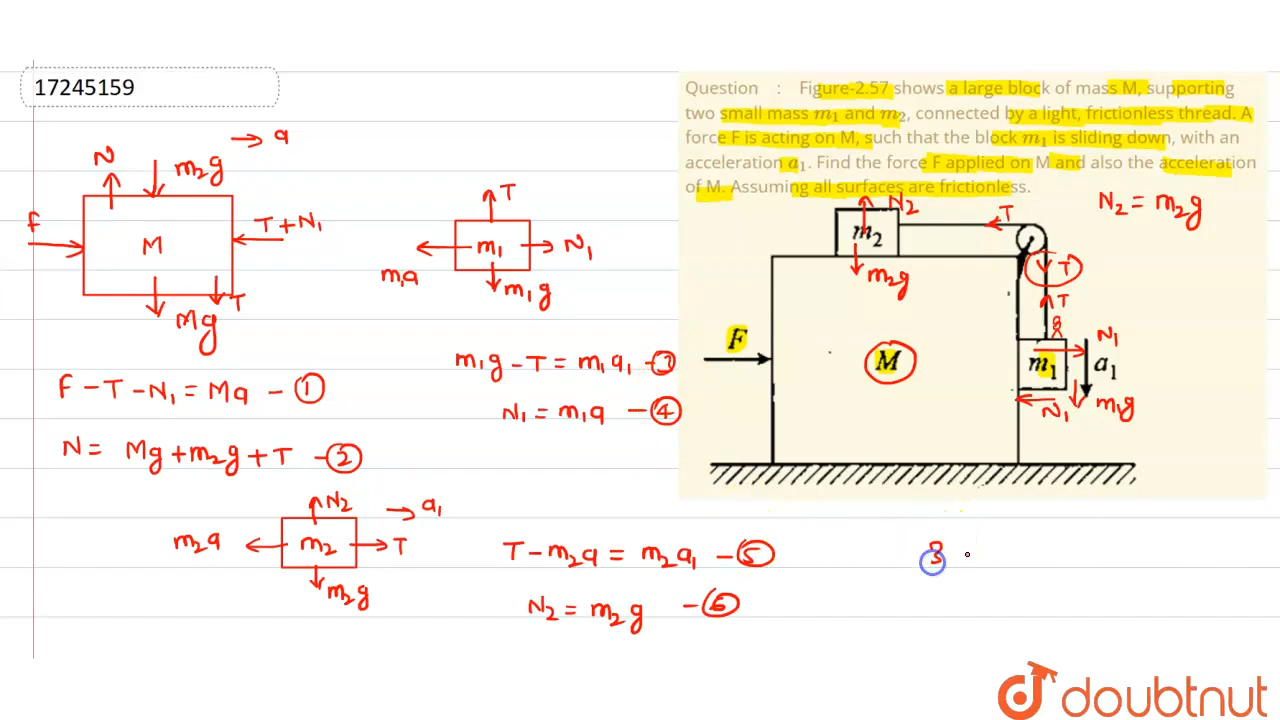 17245159
Question : Figure-2.57 shows a large block of mass M, supporting
two small mass m₁ and m₂, connected by a light, frictionless thread. A
force F is acting on M, such that the block m₁ is sliding down, with an
acceleration a₁. Find the force F applied on M and also the acceleration
of M. Assuming all surfaces are frictionless.
→ a
N
m₂g
F
M
T + N₁
Mg
T
T
m₁a
m₁
N₁
m₁g
N₂ = m₂g
N₂
T
m₂
m₂g
T
T
F
M
m₁
N₁
a₁
N₁
m₁g
F - T - N₁ = Ma - ①
N = Mg + m₂g + T - ②
m₁g - T = m₁a₁ - ③
N₁ = m₁a - ④
N₂
→ a₁
m₂a
m₂
T
m₂g
T - m₂a = m₂a₁ - ⑤
N₂ = m₂g - ⑥
doubtnut